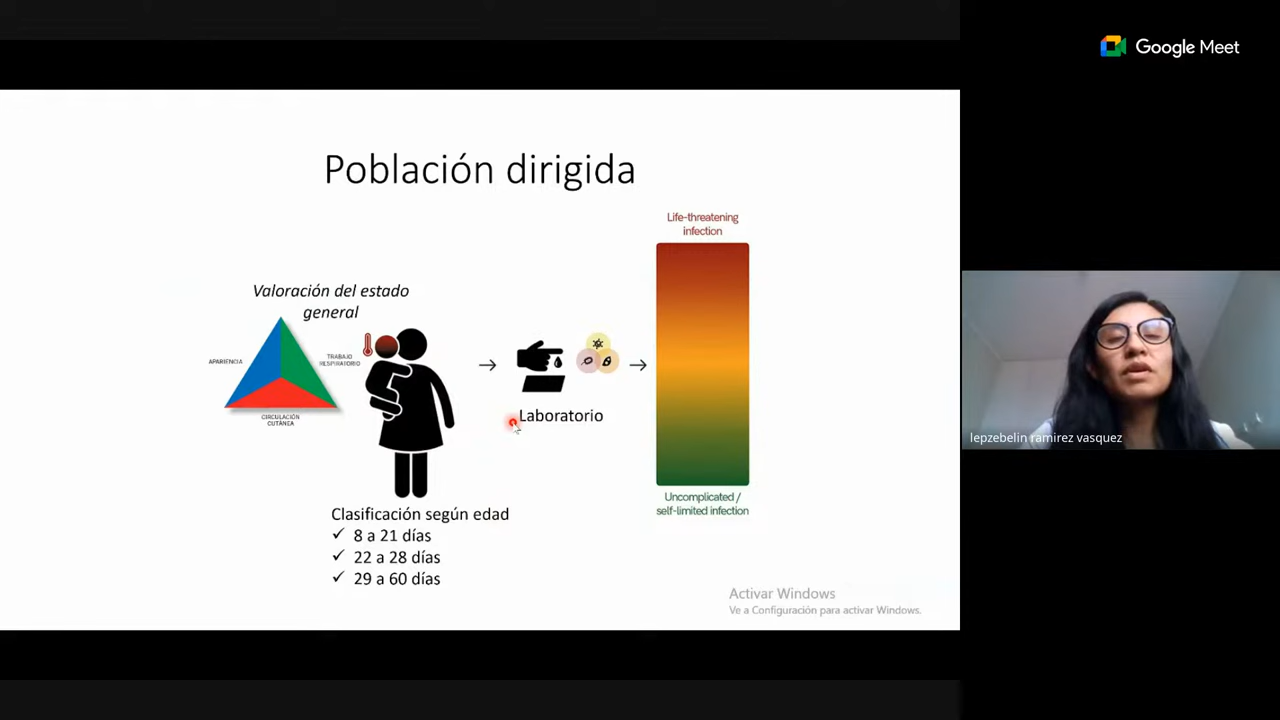 Google Meet
Población dirigida
Life-threatening
infection
Valoración del estado
general
APARIENCIA
TRABAJO
RESPIRATORIO
CIRCULACIÓN
CUTÁNEA
Laboratorio
lepzebelin ramirez vasquez
Uncomplicated /
self-limited infection
Clasificación según edad
✓ 8 a 21 días
✓ 22 a 28 días
✓ 29 a 60 días
Activar Windows
Ve a Configuración para activar Windows.